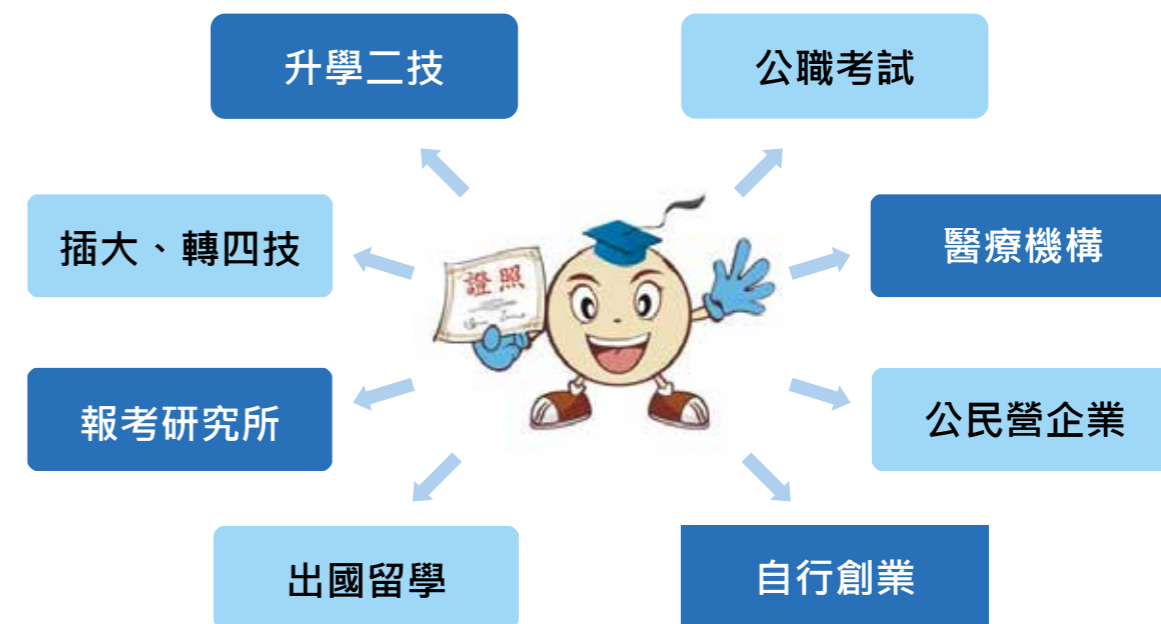 升學二技
公職考試
插大、轉四技
醫療機構
證照
報考研究所
公民營企業
出國留學
自行創業